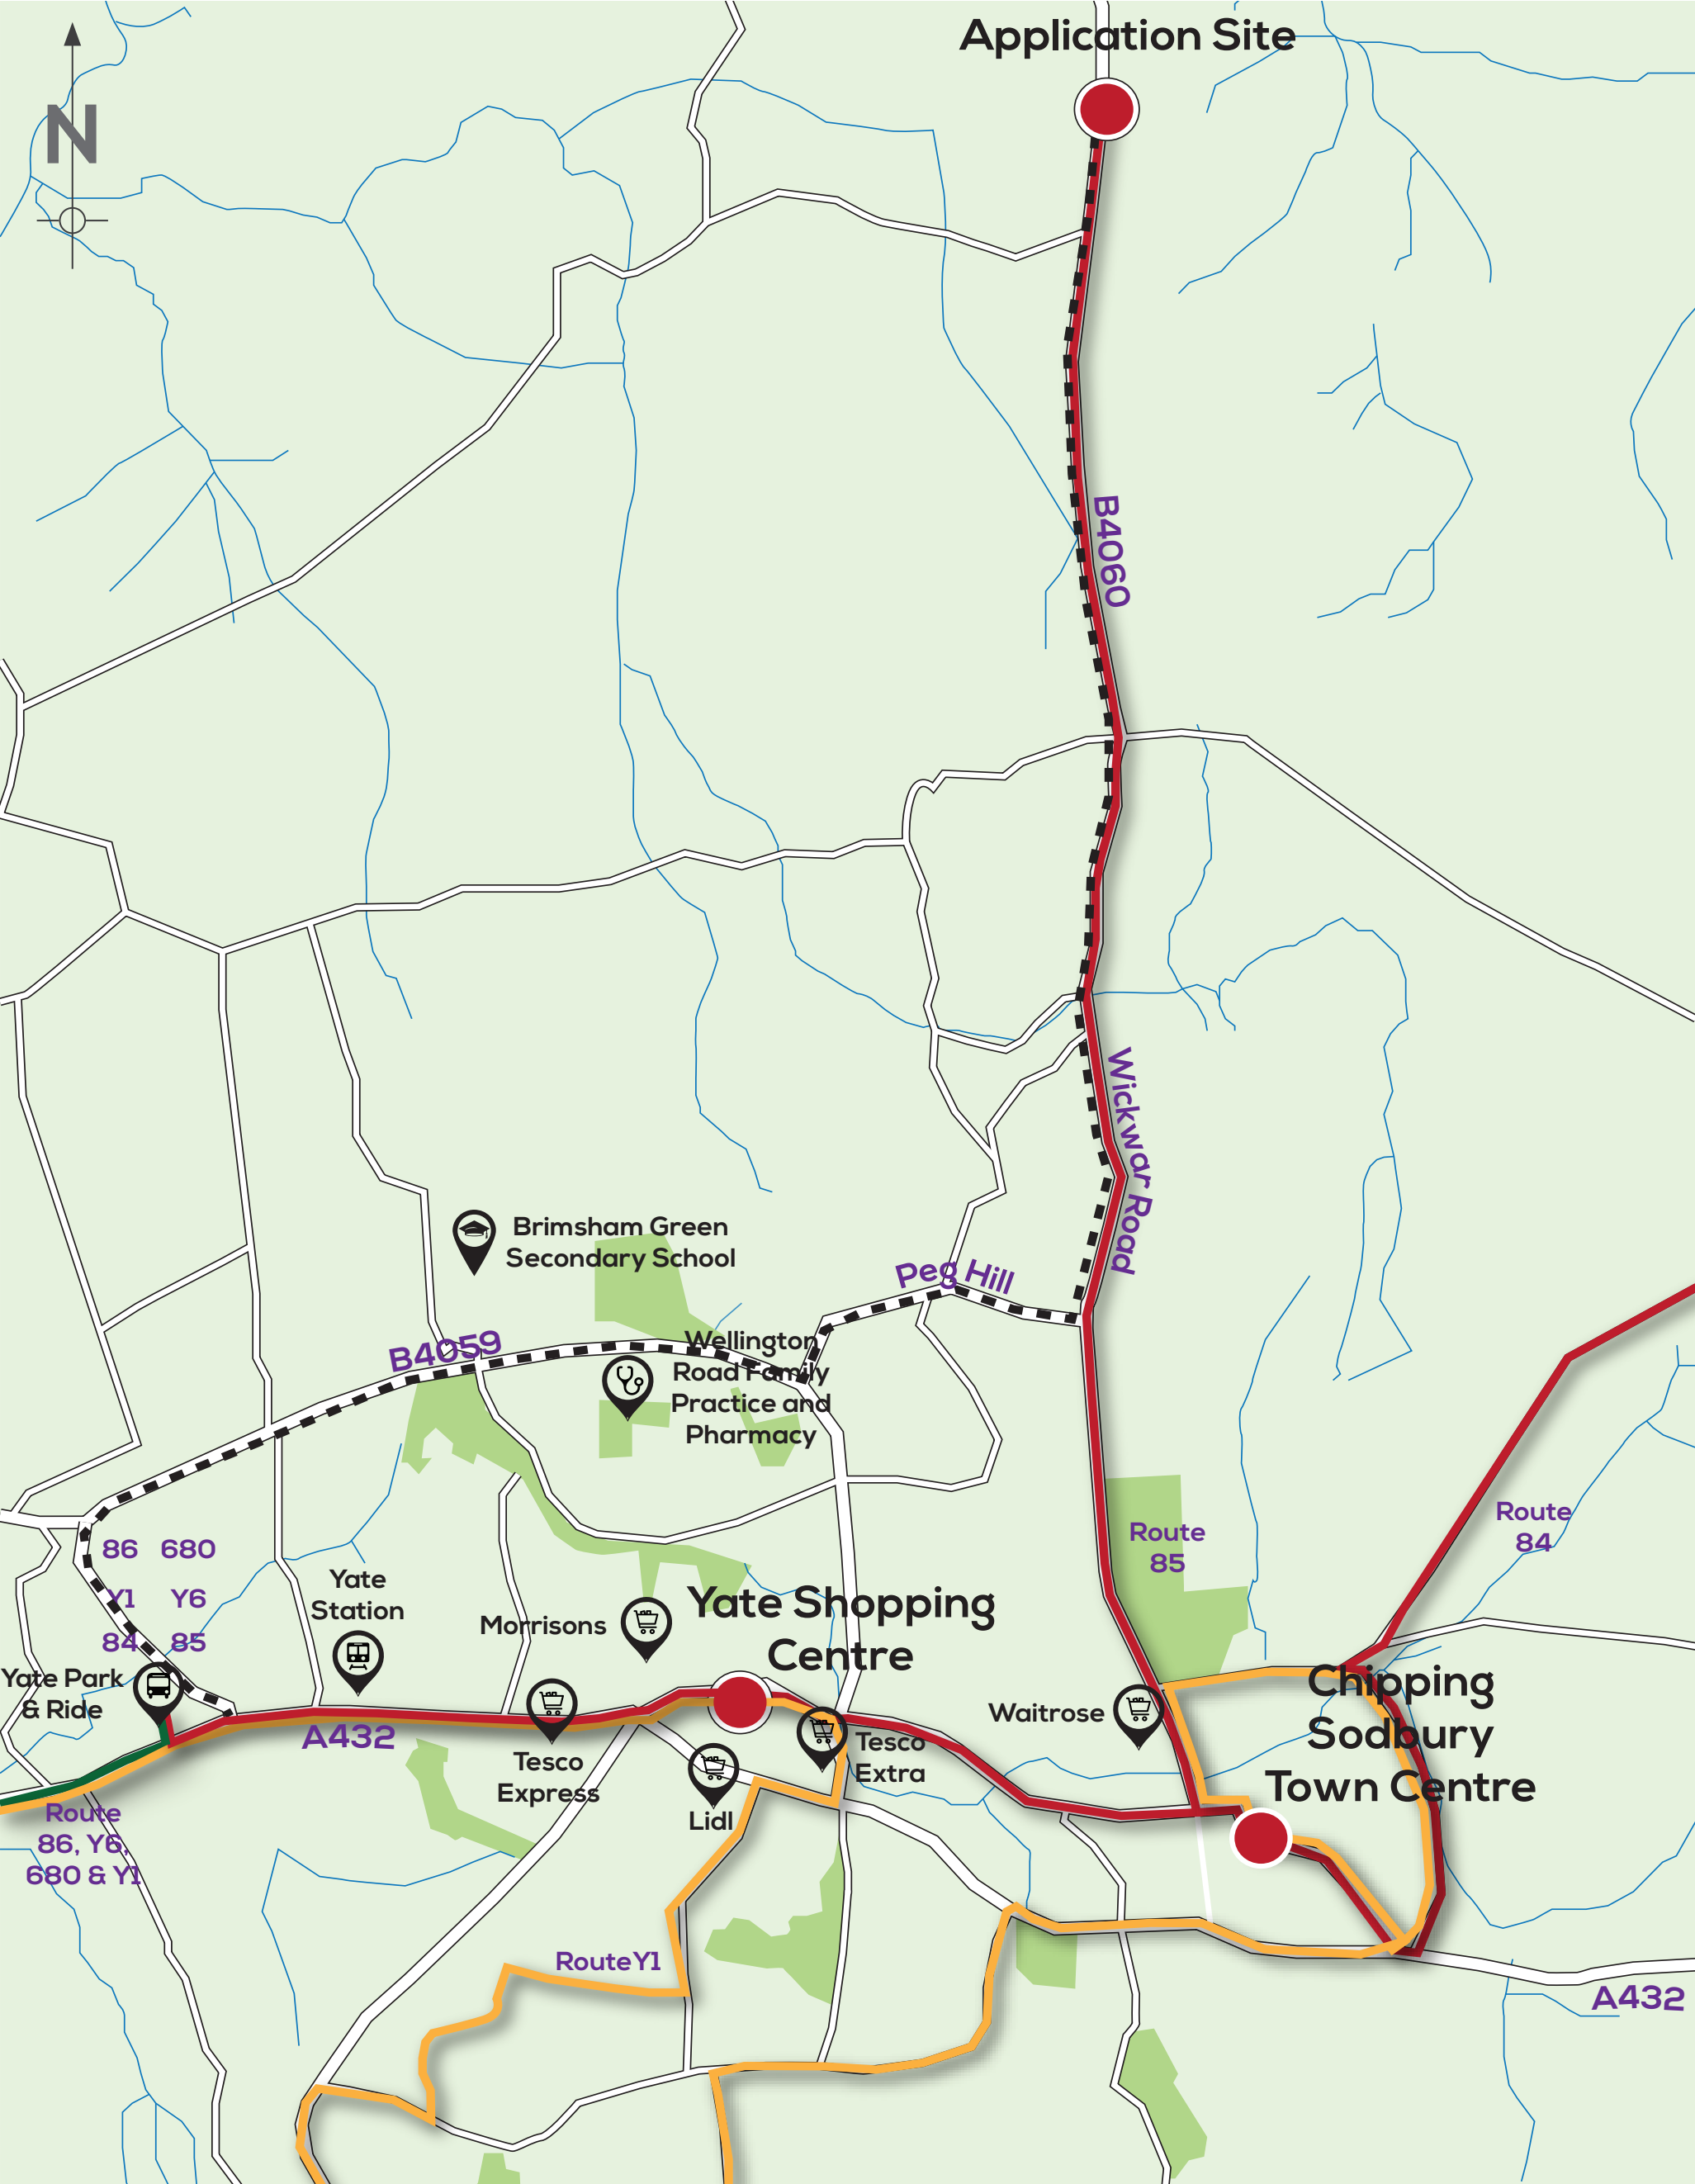 Application Site
N
B4060
Wickwar Road
Brimsham Green
Secondary School
Peg Hill
B4059
Wellington
Road Family
Practice and
Pharmacy
Route
84
Route
85
86 680
Y1 Y6
84 85
Yate
Station
Yate Shopping
Centre
Morrisons
Yate Park
& Ride
Chipping
Sodbury
Town Centre
Waitrose
A432
Tesco
Express
Tesco
Extra
Lidl
Route
86, Y6,
680 & Y1
Route Y1
A432